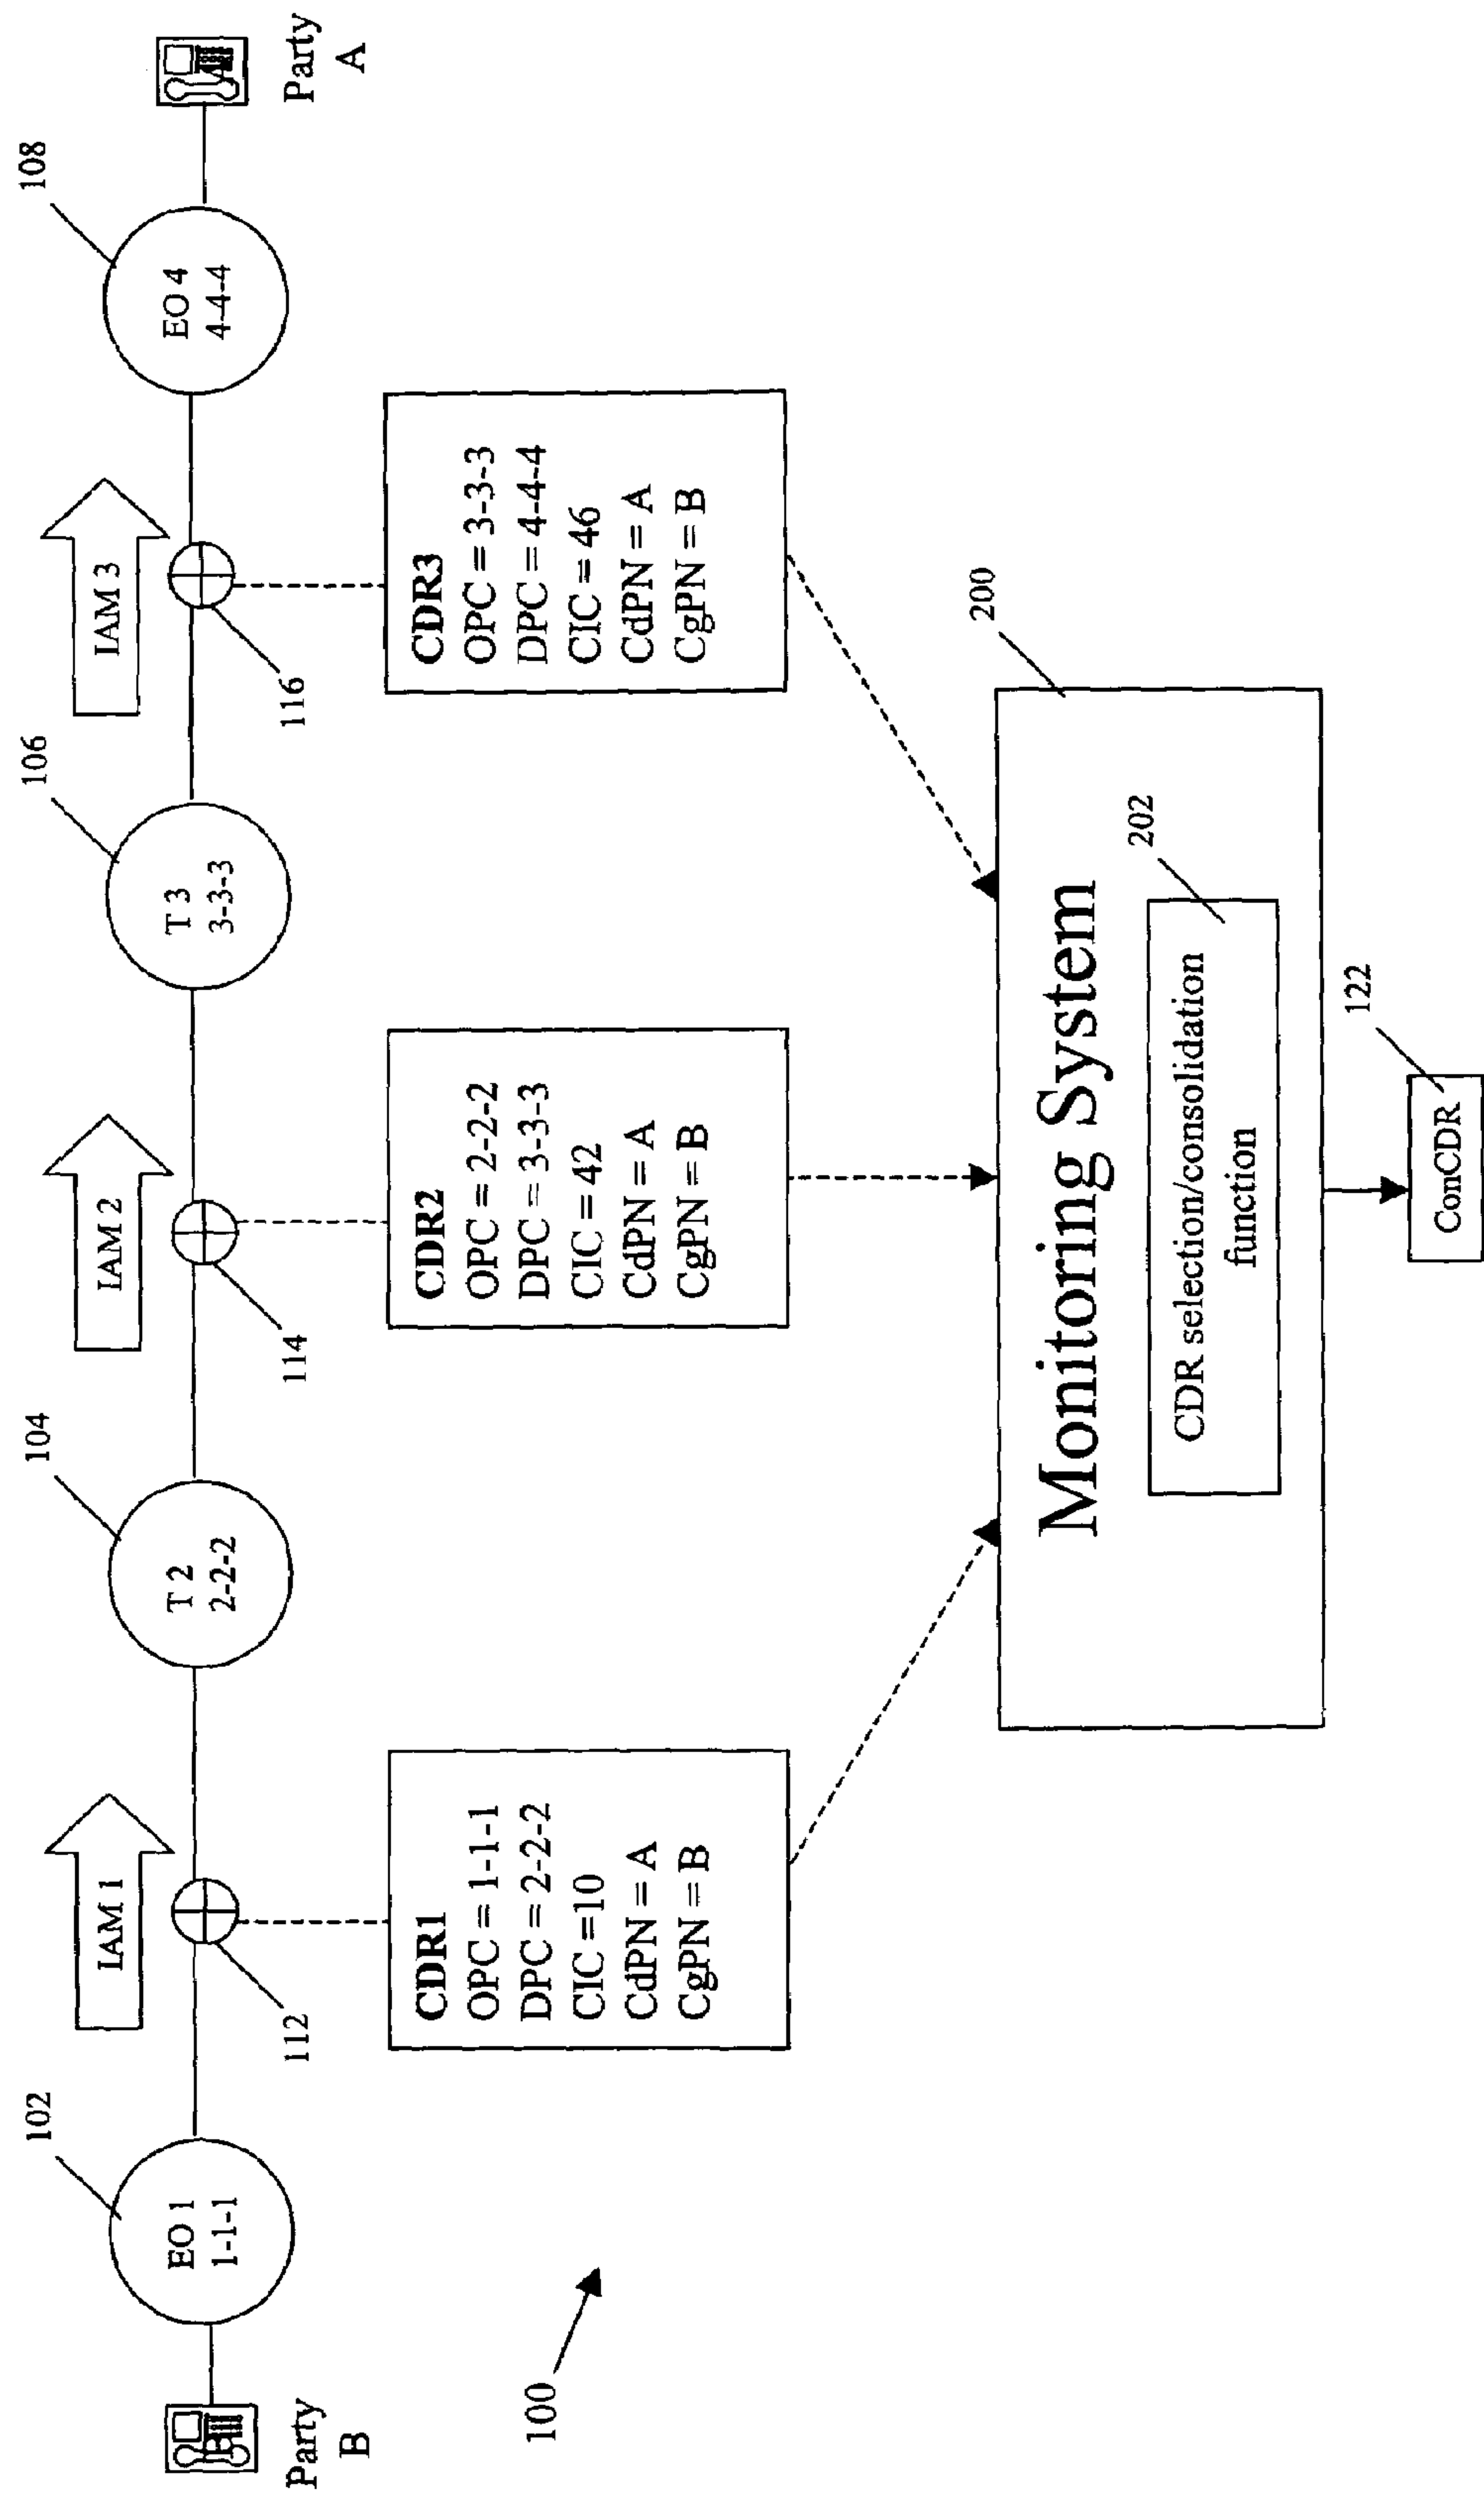 102
104
106
108
IAM 1
IAM 2
IAM 3
EO 1
1-1-1
T 2
2-2-2
T 3
3-3-3
EO 4
4-4-4
Party
B
Party
A
112
114
116
CDR1
OPC = 1-1-1
DPC = 2-2-2
CIC =10
CdPN = A
CgPN = B
CDR2
OPC = 2-2-2
DPC = 3-3-3
CIC = 42
CdPN = A
CgPN = B
CDR3
OPC = 3-3-3
DPC = 4-4-4
CIC = 46
CdPN = A
CgPN = B
100
200
Monitoring System
202
CDR selection/consolidation
function
122
ConCDR